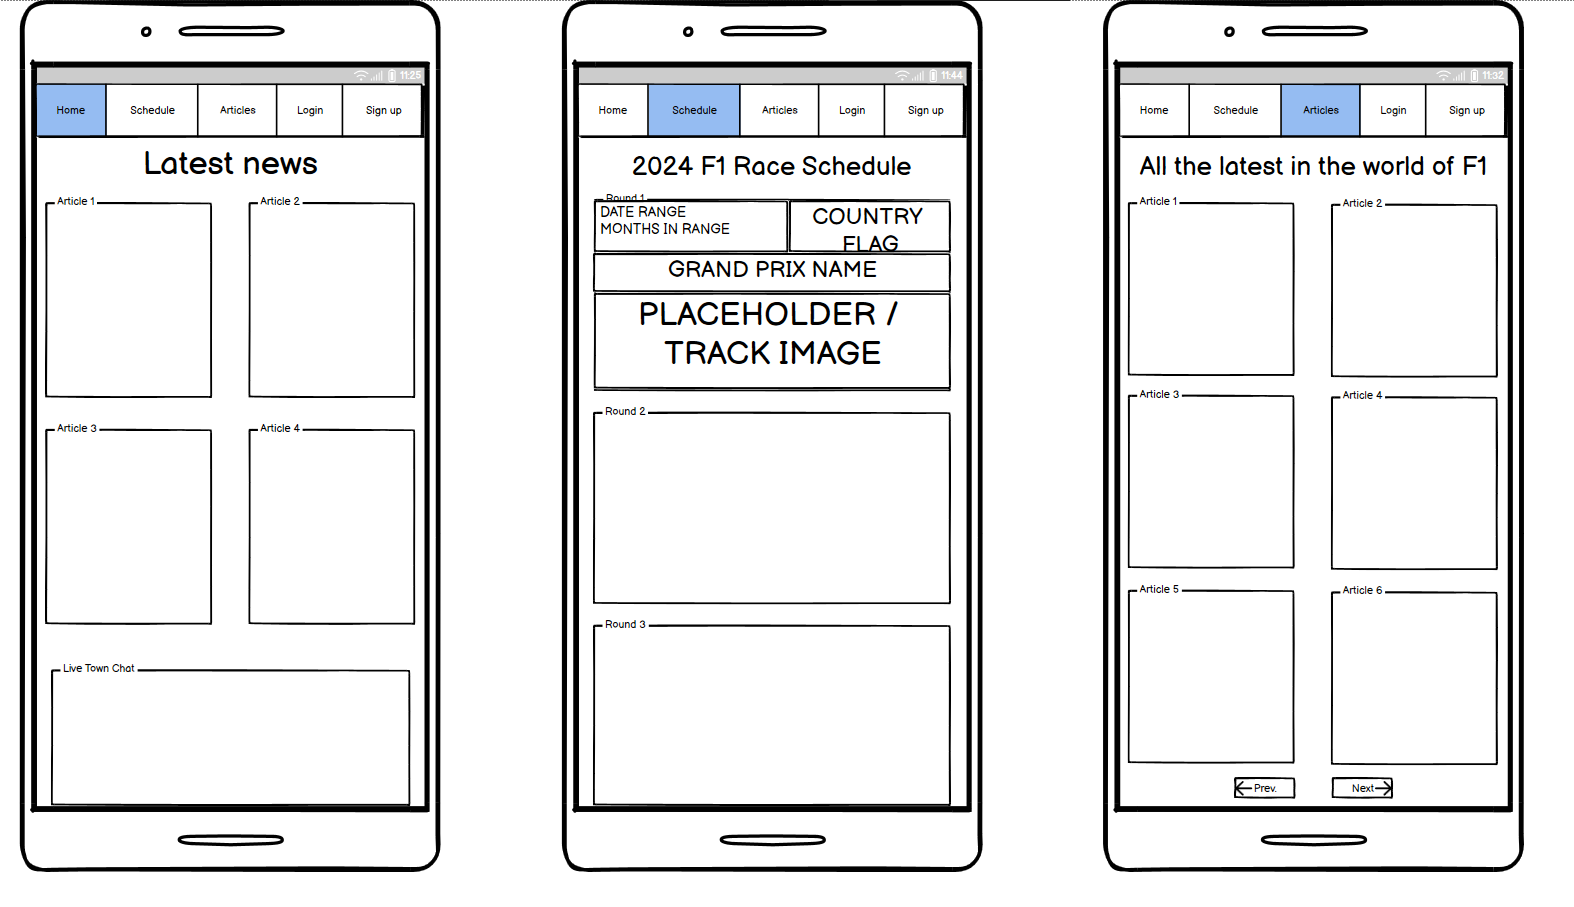 11:25
Home Schedule Articles Login Sign up
Latest news
Article 1 Article 2
Article 3 Article 4
Live Town Chat
11:44
Home Schedule Articles Login Sign up
2024 F1 Race Schedule
Round 1
DATE RANGE
MONTHS IN RANGE
COUNTRY
FLAG
GRAND PRIX NAME
PLACEHOLDER /
TRACK IMAGE
Round 2
Round 3
11:32
Home Schedule Articles Login Sign up
All the latest in the world of F1
Article 1 Article 2
Article 3 Article 4
Article 5 Article 6
Prev. Next